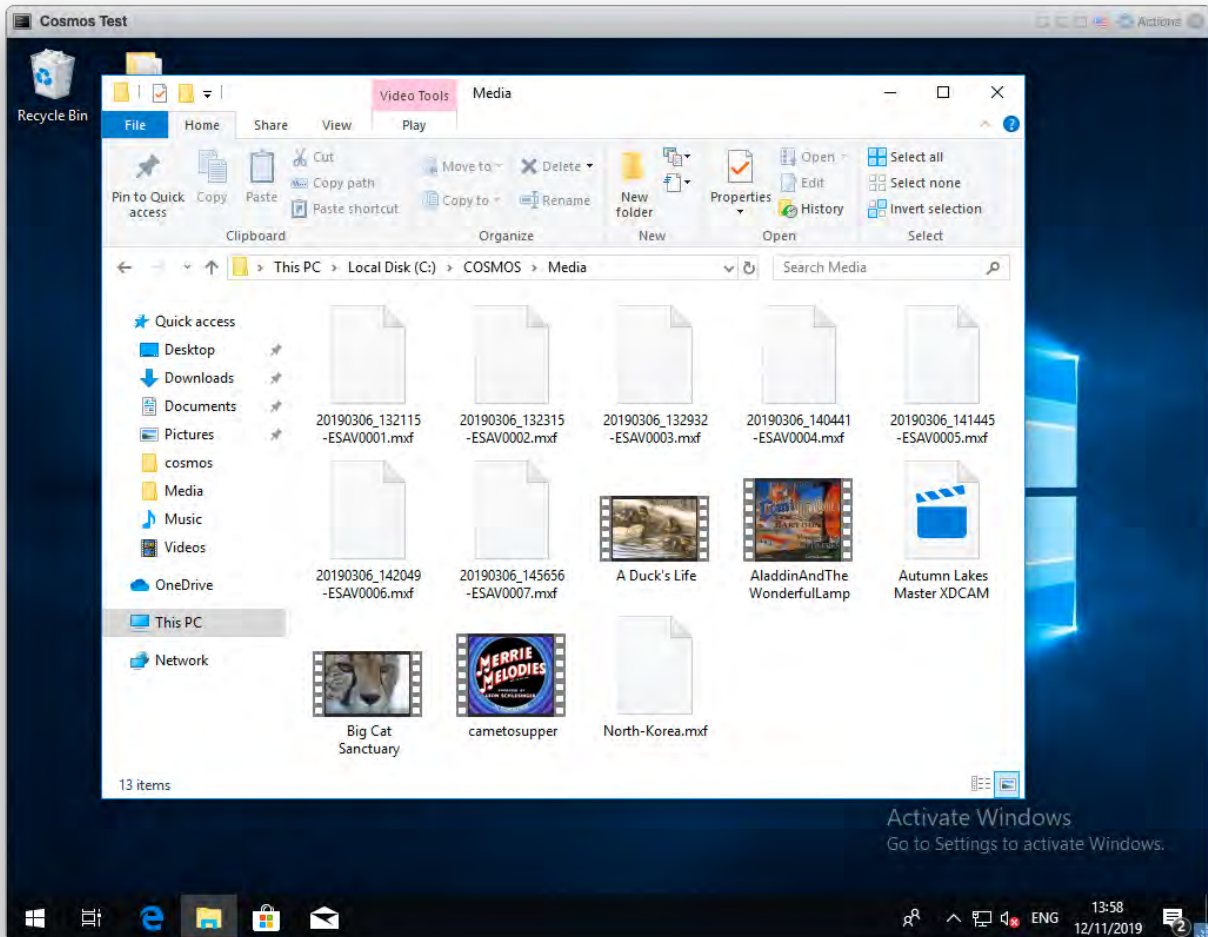 Cosmos Test
Actions
Recycle Bin
Video Tools
Media
File
Home
Share
View
Play
Pin to Quick
access
Copy
Paste
Cut
Copy path
Paste shortcut
Clipboard
Move to
Copy to
Delete
Rename
Organize
New
folder
New
Properties
Open
Edit
History
Open
Select all
Select none
Invert selection
Select
This PC > Local Disk (C:) > COSMOS > Media
Search Media
Quick access
Desktop
Downloads
Documents
Pictures
cosmos
Media
Music
Videos
OneDrive
This PC
Network
20190306_132115
-ESAV0001.mxf
20190306_132315
-ESAV0002.mxf
20190306_132932
-ESAV0003.mxf
20190306_140441
-ESAV0004.mxf
20190306_141445
-ESAV0005.mxf
20190306_142049
-ESAV0006.mxf
20190306_145656
-ESAV0007.mxf
A Duck's Life
AladdinAndThe
WonderfulLamp
Autumn Lakes
Master XDCAM
MERRIE
MELODIES
Big Cat
Sanctuary
cametosupper
North-Korea.mxf
13 items
Activate Windows
Go to Settings to activate Windows.
ENG
13:58
12/11/2019
2